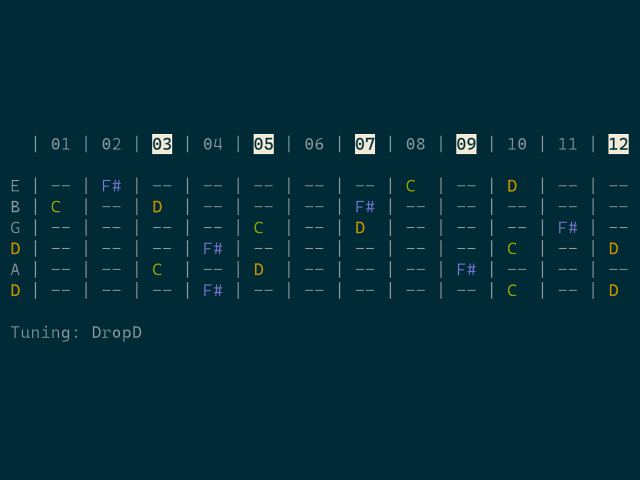 | 01 | 02 | 03 | 04 | 05 | 06 | 07 | 08 | 09 | 10 | 11 | 12
E | -- | F# | -- | -- | -- | -- | -- | C | -- | D | -- | --
B | C | -- | D | -- | -- | -- | F# | -- | -- | -- | -- | --
G | -- | -- | -- | -- | C | -- | D | -- | -- | -- | F# | --
D | -- | -- | -- | F# | -- | -- | -- | -- | -- | C | -- | D
A | -- | -- | C | -- | D | -- | -- | -- | F# | -- | -- | --
D | -- | -- | -- | F# | -- | -- | -- | -- | -- | C | -- | D
Tuning: DropD